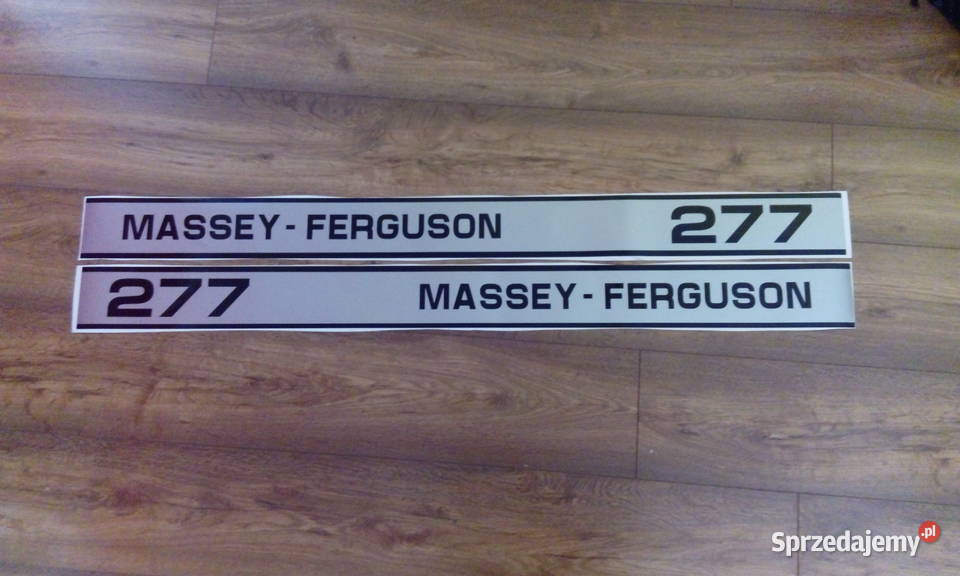 MASSEY - FERGUSON 277
277 MASSEY - FERGUSON
Sprzedajemy.pl